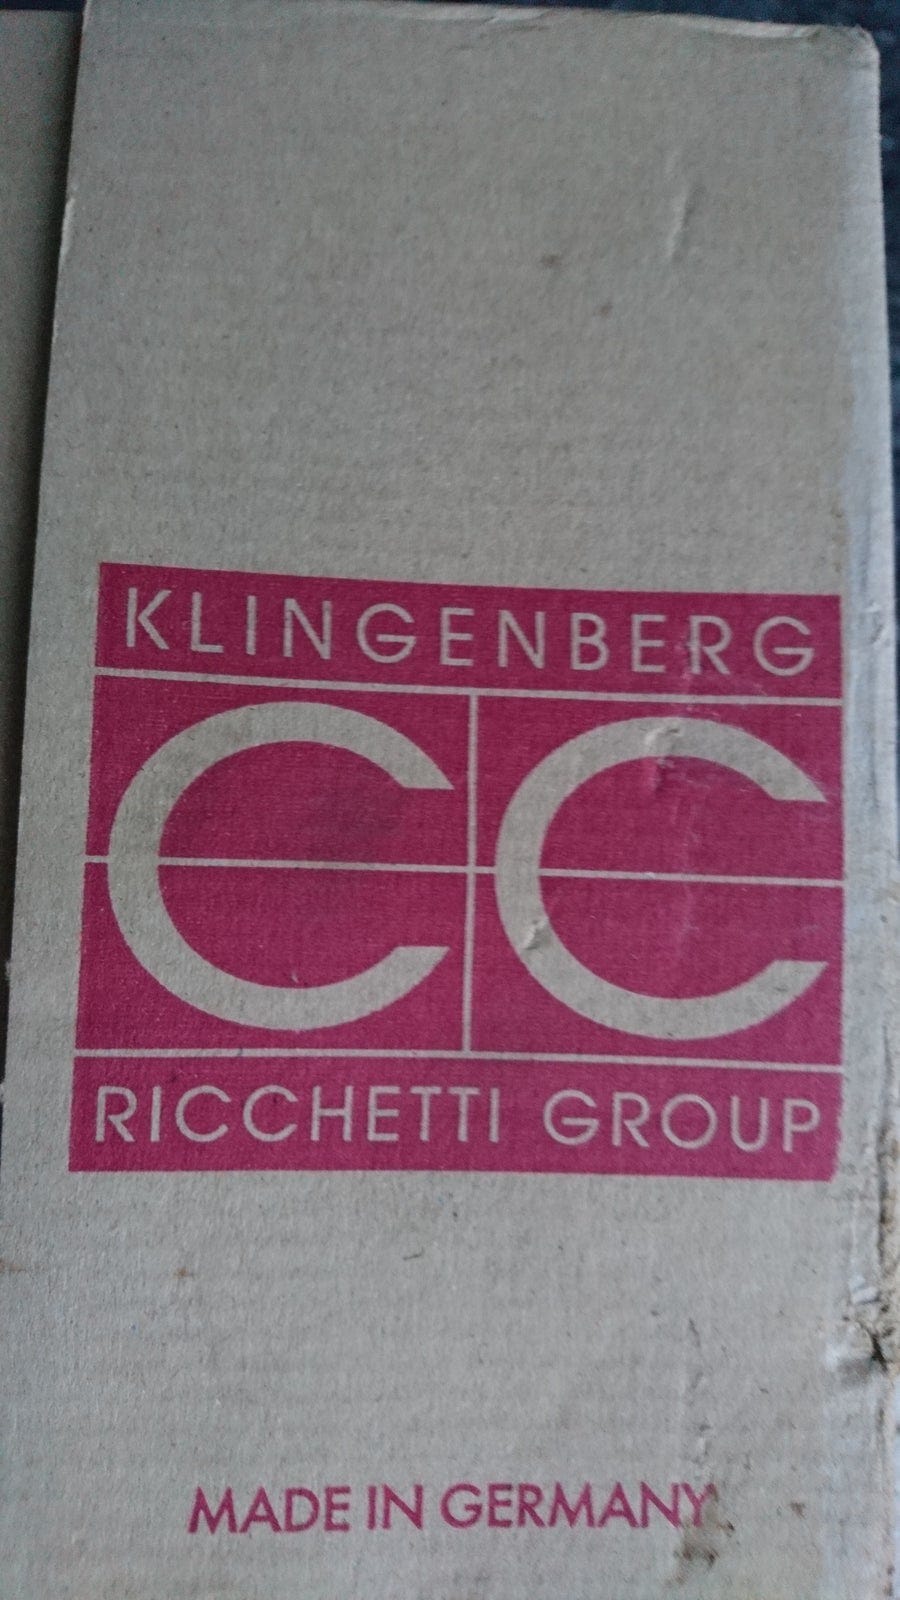 KLINGENBERG
CC
RICCHETTI GROUP
MADE IN GERMANY